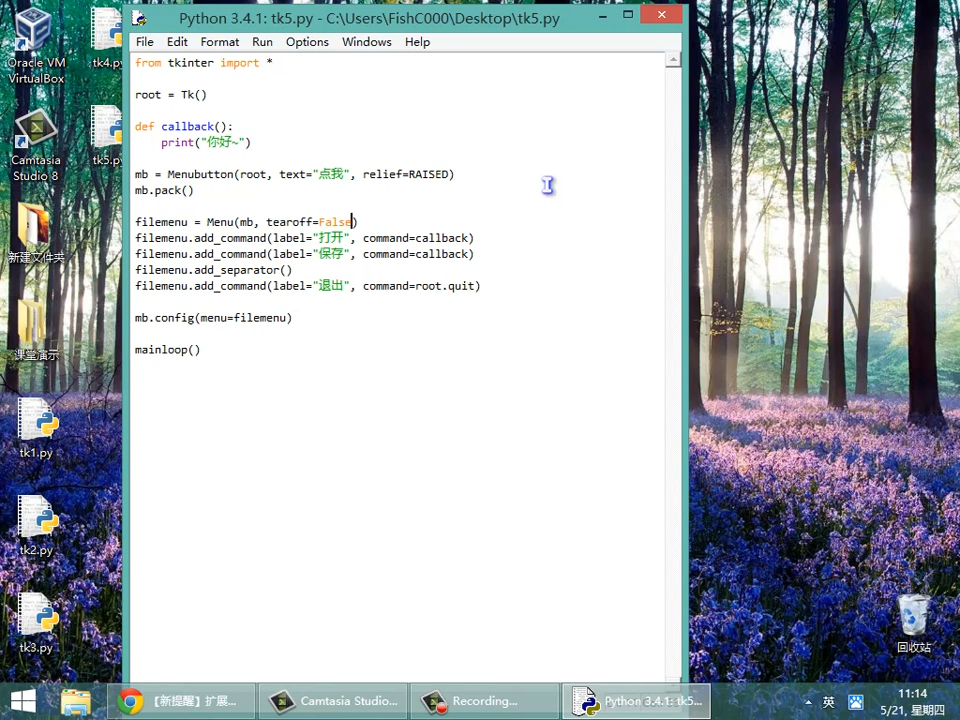 Python 3.4.1: tk5.py - C:\Users\FishC000\Desktop\tk5.py
File Edit Format Run Options Windows Help
from tkinter import *
root = Tk()
def callback():
    print("你好~")
mb = Menubutton(root, text="点我", relief=RAISED)
mb.pack()
filemenu = Menu(mb, tearoff=False)
filemenu.add_command(label="打开", command=callback)
filemenu.add_command(label="保存", command=callback)
filemenu.add_separator()
filemenu.add_command(label="退出", command=root.quit)
mb.config(menu=filemenu)
mainloop()
Oracle VM
VirtualBox
tk4.py
Camtasia
Studio 8
tk5.py
新建文件夹
课堂演示
tk1.py
tk2.py
tk3.py
回收站
【新提醒】扩展...
Camtasia Studio...
Recording...
Python 3.4.1: tk5...
英
11:14
5/21, 星期四